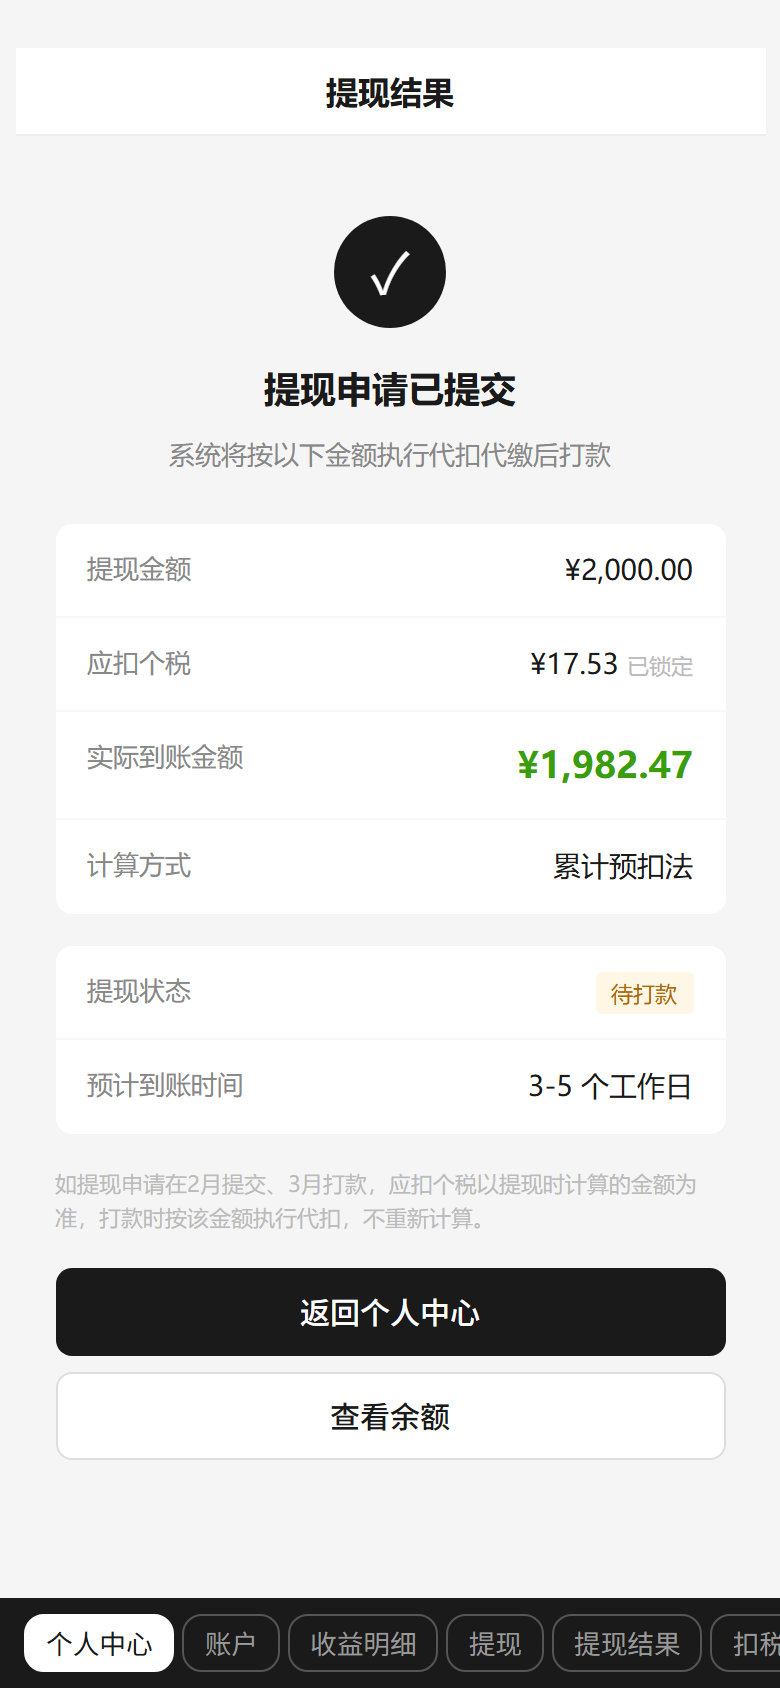 提现结果
✓
提现申请已提交
系统将按以下金额执行代扣代缴后打款
提现金额 ¥2,000.00
应扣个税 ¥17.53 已锁定
实际到账金额 ¥1,982.47
计算方式 累计预扣法
提现状态 待打款
预计到账时间 3-5 个工作日
如提现申请在2月提交、3月打款，应扣个税以提现时计算的金额为
准，打款时按该金额执行代扣，不重新计算。
返回个人中心
查看余额
个人中心 账户 收益明细 提现 提现结果 扣税